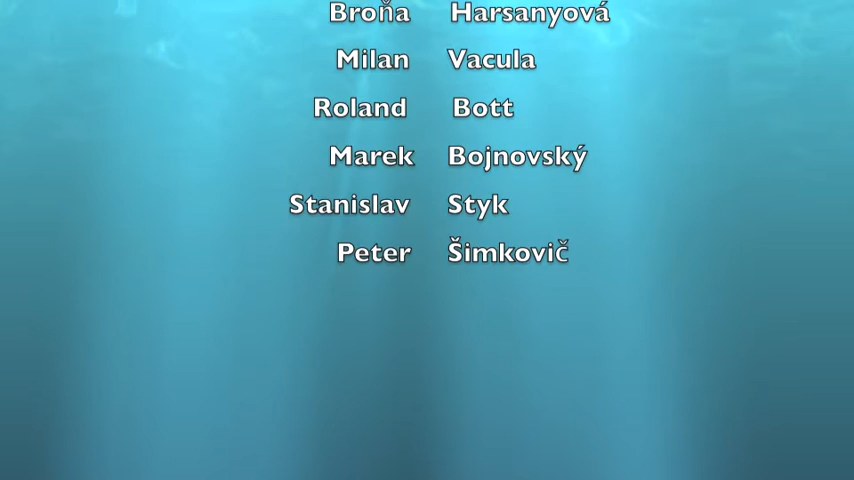 Broňa Harsanyová
Milan Vacula
Roland Bott
Marek Bojnovský
Stanislav Styk
Peter Šimkovič